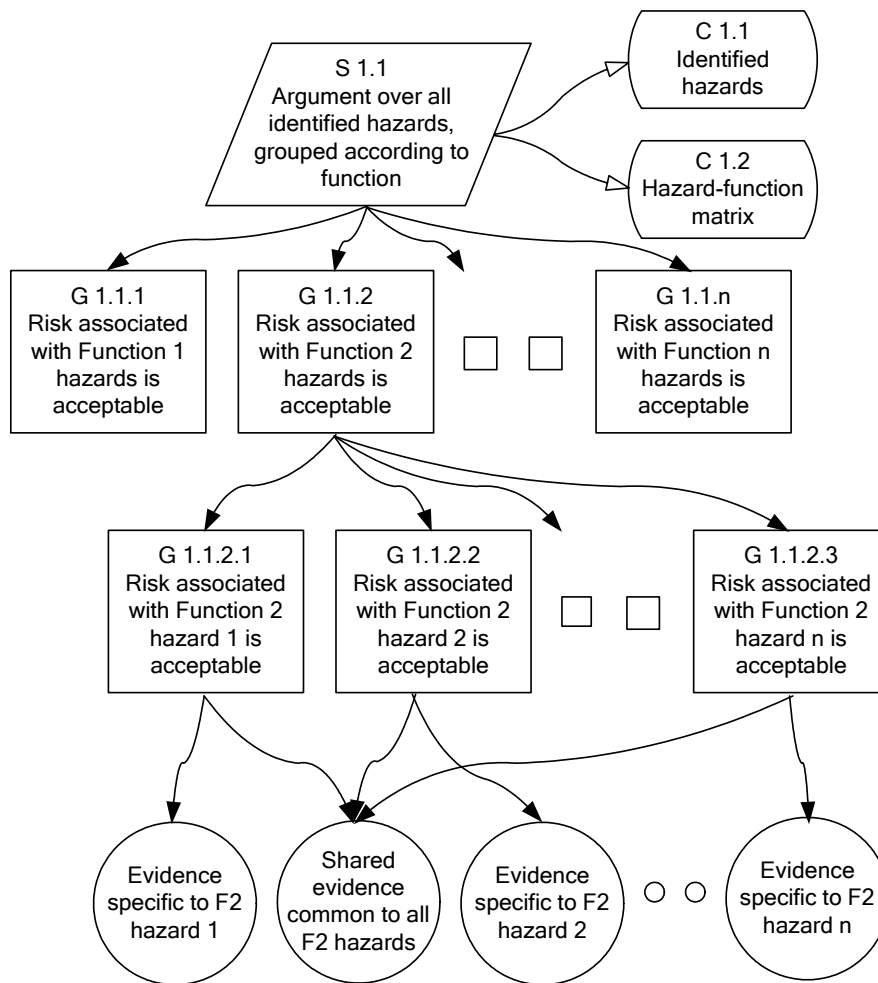 S 1.1
Argument over all
identified hazards,
grouped according to
function
C 1.1
Identified
hazards
C 1.2
Hazard-function
matrix
G 1.1.1
Risk associated
with Function 1
hazards is
acceptable
G 1.1.2
Risk associated
with Function 2
hazards is
acceptable
G 1.1.n
Risk associated
with Function n
hazards is
acceptable
G 1.1.2.1
Risk associated
with Function 2
hazard 1 is
acceptable
G 1.1.2.2
Risk associated
with Function 2
hazard 2 is
acceptable
G 1.1.2.3
Risk associated
with Function 2
hazard n is
acceptable
Evidence
specific to F2
hazard 1
Shared
evidence
common to all
F2 hazards
Evidence
specific to F2
hazard 2
Evidence
specific to F2
hazard n